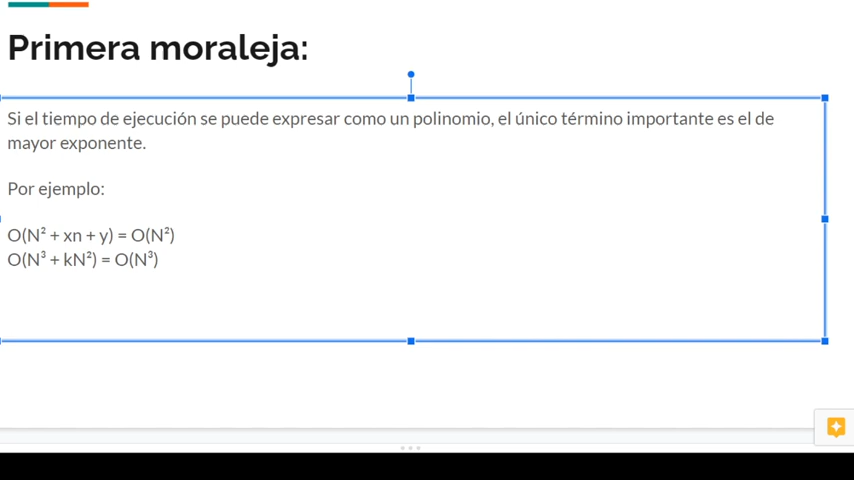 Primera moraleja:
Si el tiempo de ejecución se puede expresar como un polinomio, el único término importante es el de
mayor exponente.
Por ejemplo:
O(N² + xn + y) = O(N²)
O(N³ + kN²) = O(N³)